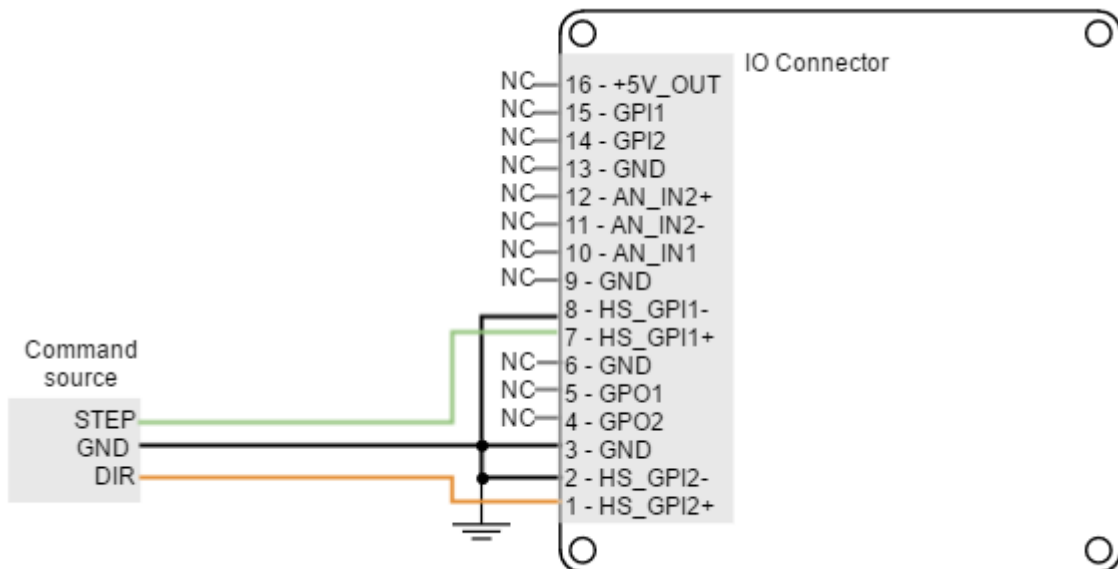 IO Connector
NC 16 - +5V_OUT
NC 15 - GPI1
NC 14 - GPI2
NC 13 - GND
NC 12 - AN_IN2+
NC 11 - AN_IN2-
NC 10 - AN_IN1
NC 9 - GND
8 - HS_GPI1-
7 - HS_GPI1+
NC 6 - GND
NC 5 - GPO1
NC 4 - GPO2
3 - GND
2 - HS_GPI2-
1 - HS_GPI2+
Command
source
STEP
GND
DIR